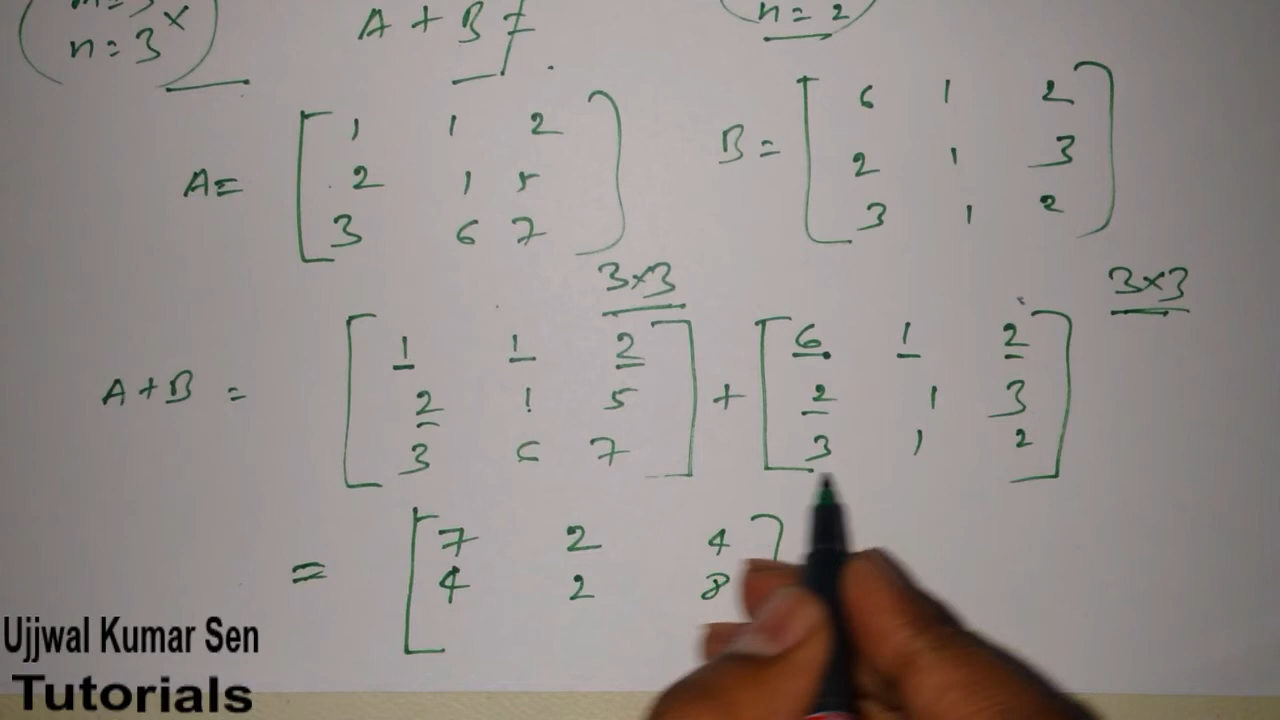 n = 3 x
A + B ≠
n = 2
A = [ 1 1 2
2 1 5
3 6 7 ]
3×3
B = [ 6 1 2
2 1 3
3 1 2 ]
3×3
A + B = [ 1 1 2
2 1 5
3 6 7 ]
+ [ 6 1 2
2 1 3
3 1 2 ]
= [ 7 2 4 ]
4 2 8
Ujjwal Kumar Sen
Tutorials